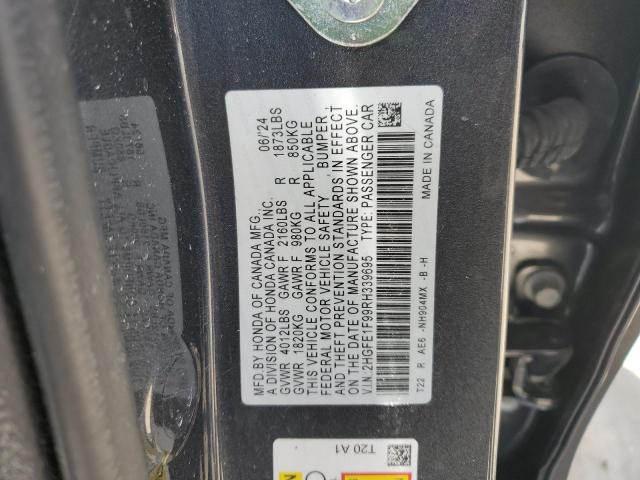 MFD.BY HONDA OF CANADA MFG., 06/'24
A DIVISION OF HONDA CANADA INC.
GVWR 4012LBS GAWR F 2160LBS R 1873LBS
GVWR 1820KG GAWR F 980KG R 850KG
THIS VEHICLE CONFORMS TO ALL APPLICABLE
FEDERAL MOTOR VEHICLE SAFETY, BUMPER,
AND THEFT PREVENTION STANDARDS IN EFFECT
ON THE DATE OF MANUFACTURE SHOWN ABOVE.
V.I.N.:2HGFE1F99RH339695 TYPE: PASSENGER CAR
T22 R AE6 -NH904MX -B -H MADE IN CANADA
T20 A1